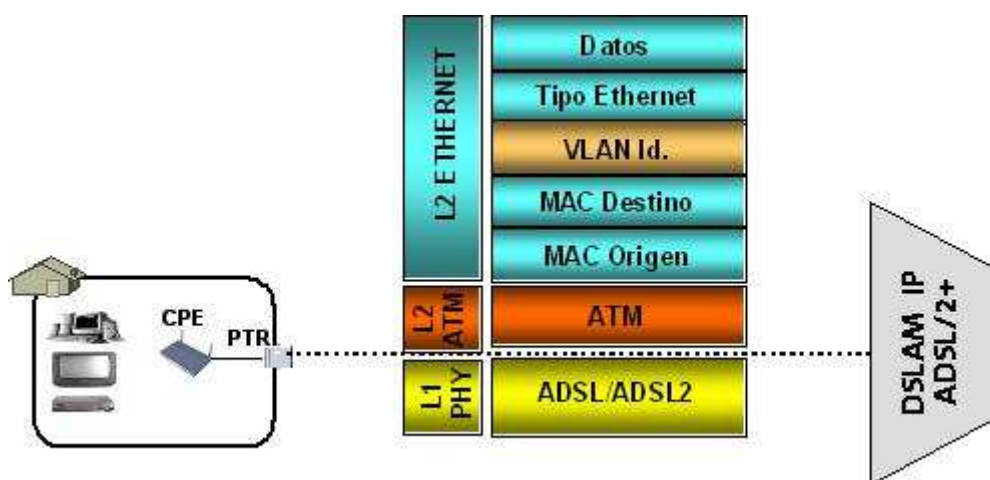 L2 ETHERNET
Datos
Tipo Ethernet
VLAN Id.
MAC Destino
MAC Origen
L2
ATM
ATM
L1
PHY
ADSL/ADSL2
CPE
PTR
DSLAM IP
ADSL/2+